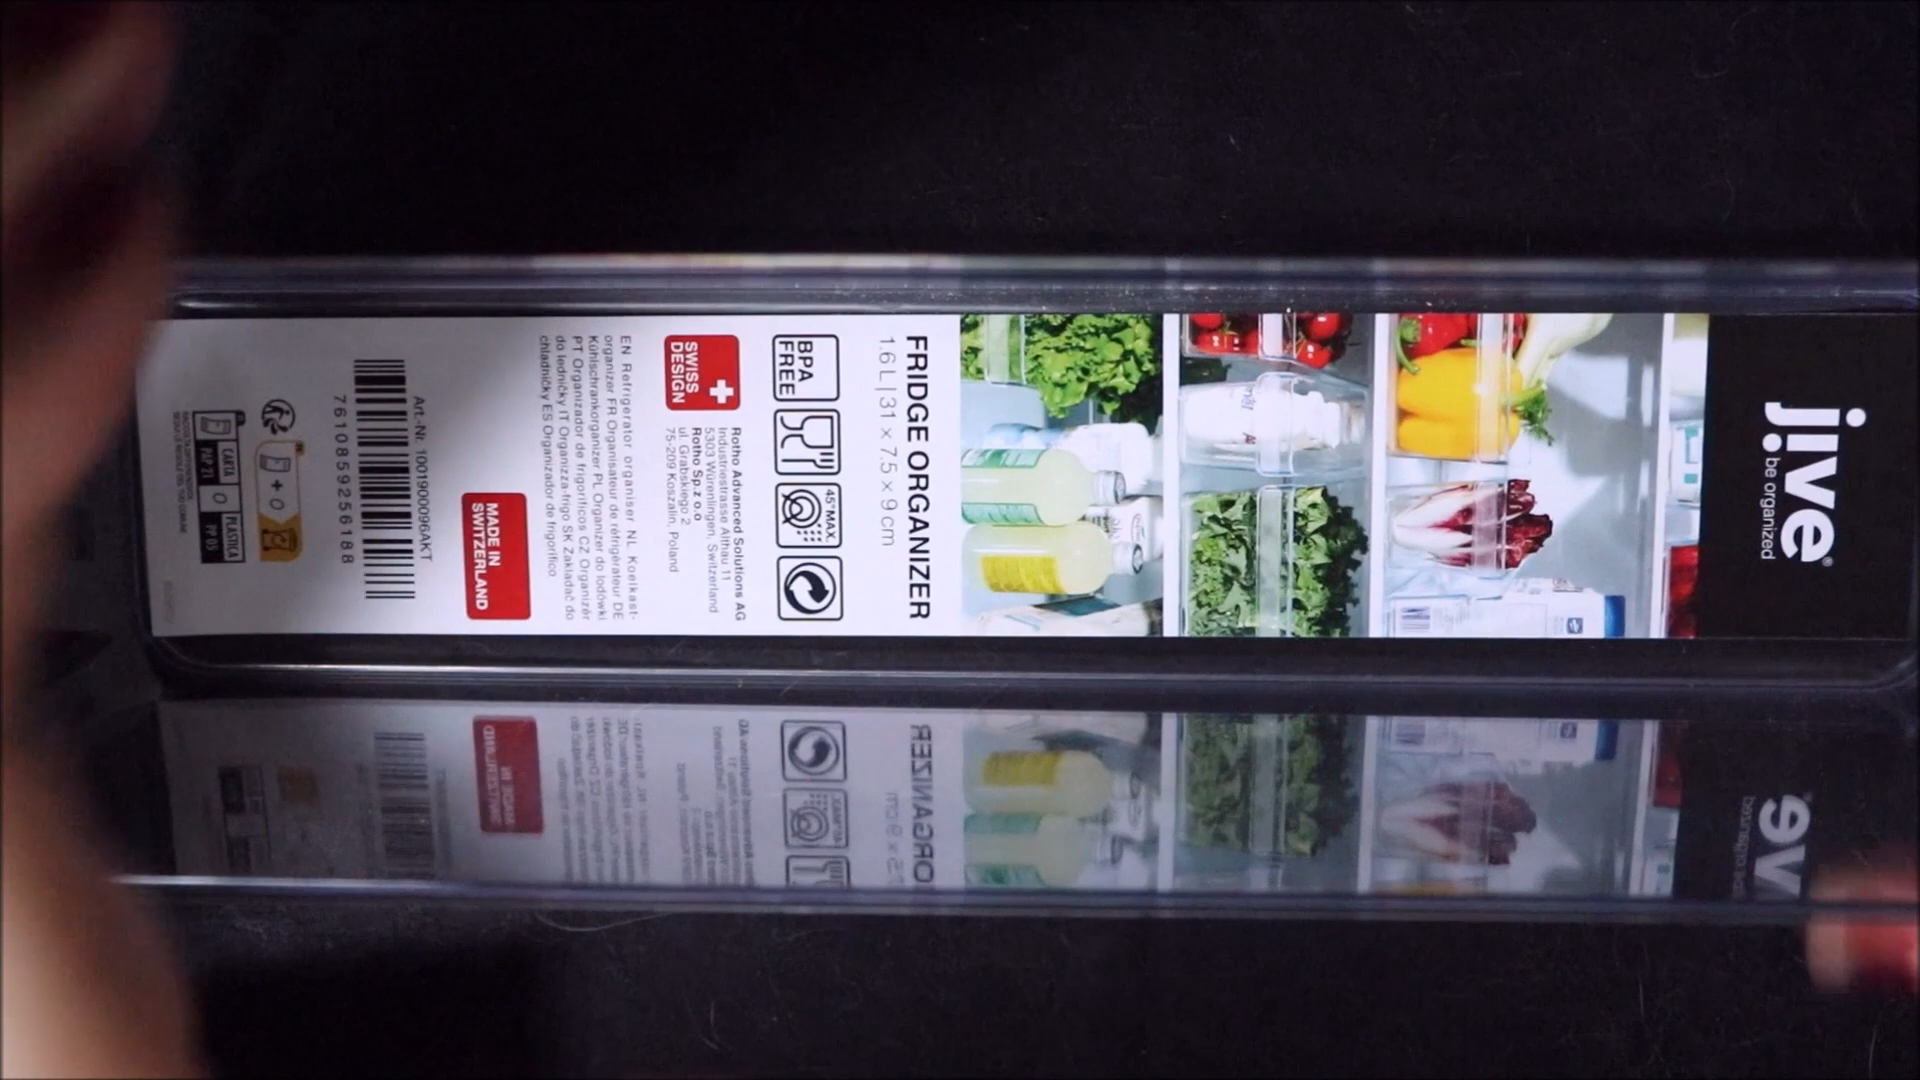 jive®
be organized
FRIDGE ORGANIZER
1.6 L | 31 x 7.5 x 9 cm
BPA
FREE
45°MAX.
SWISS
DESIGN
Rotho Advanced Solutions AG
Industriestrasse Althau 11
5303 Würenlingen, Switzerland
Rotho Sp.z o.o
ul. Grabskiego 2
75-209 Koszalin, Poland
EN Refrigerator organiser NL Koelkast-
organizer FR Organisateur de réfrigérateur DE
Kühlschrankorganizer PL Organizer do lodówki
PT Organizador de frigoríficos CZ Organizér
do ledničky IT Organizza-frigo SK Zakladač do
chladničky ES Organizador de frigorífico
MADE IN
SWITZERLAND
Art.-Nr. 1001900096AKT
7610859256188
CARTA
PAP 21
PLASTICA
PP 05